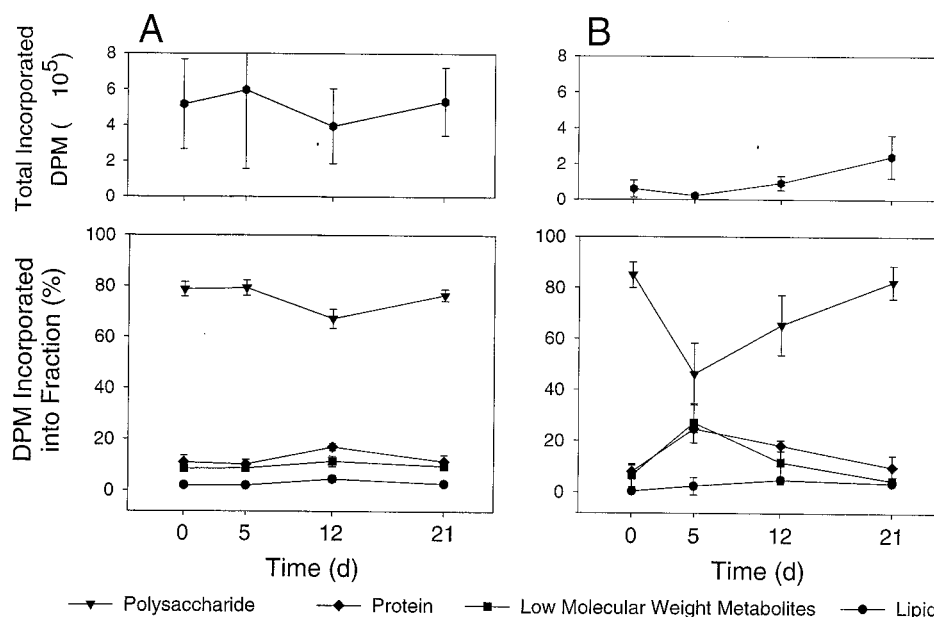 A
B
Total Incorporated
DPM ( 10⁵)
8
6
4
2
0
8
6
4
2
0
DPM Incorporated
into Fraction (%)
100
80
60
40
20
0
100
80
60
40
20
0
0 5 12 21
0 5 12 21
Time (d)
Time (d)
Polysaccharide Protein Low Molecular Weight Metabolites Lipid